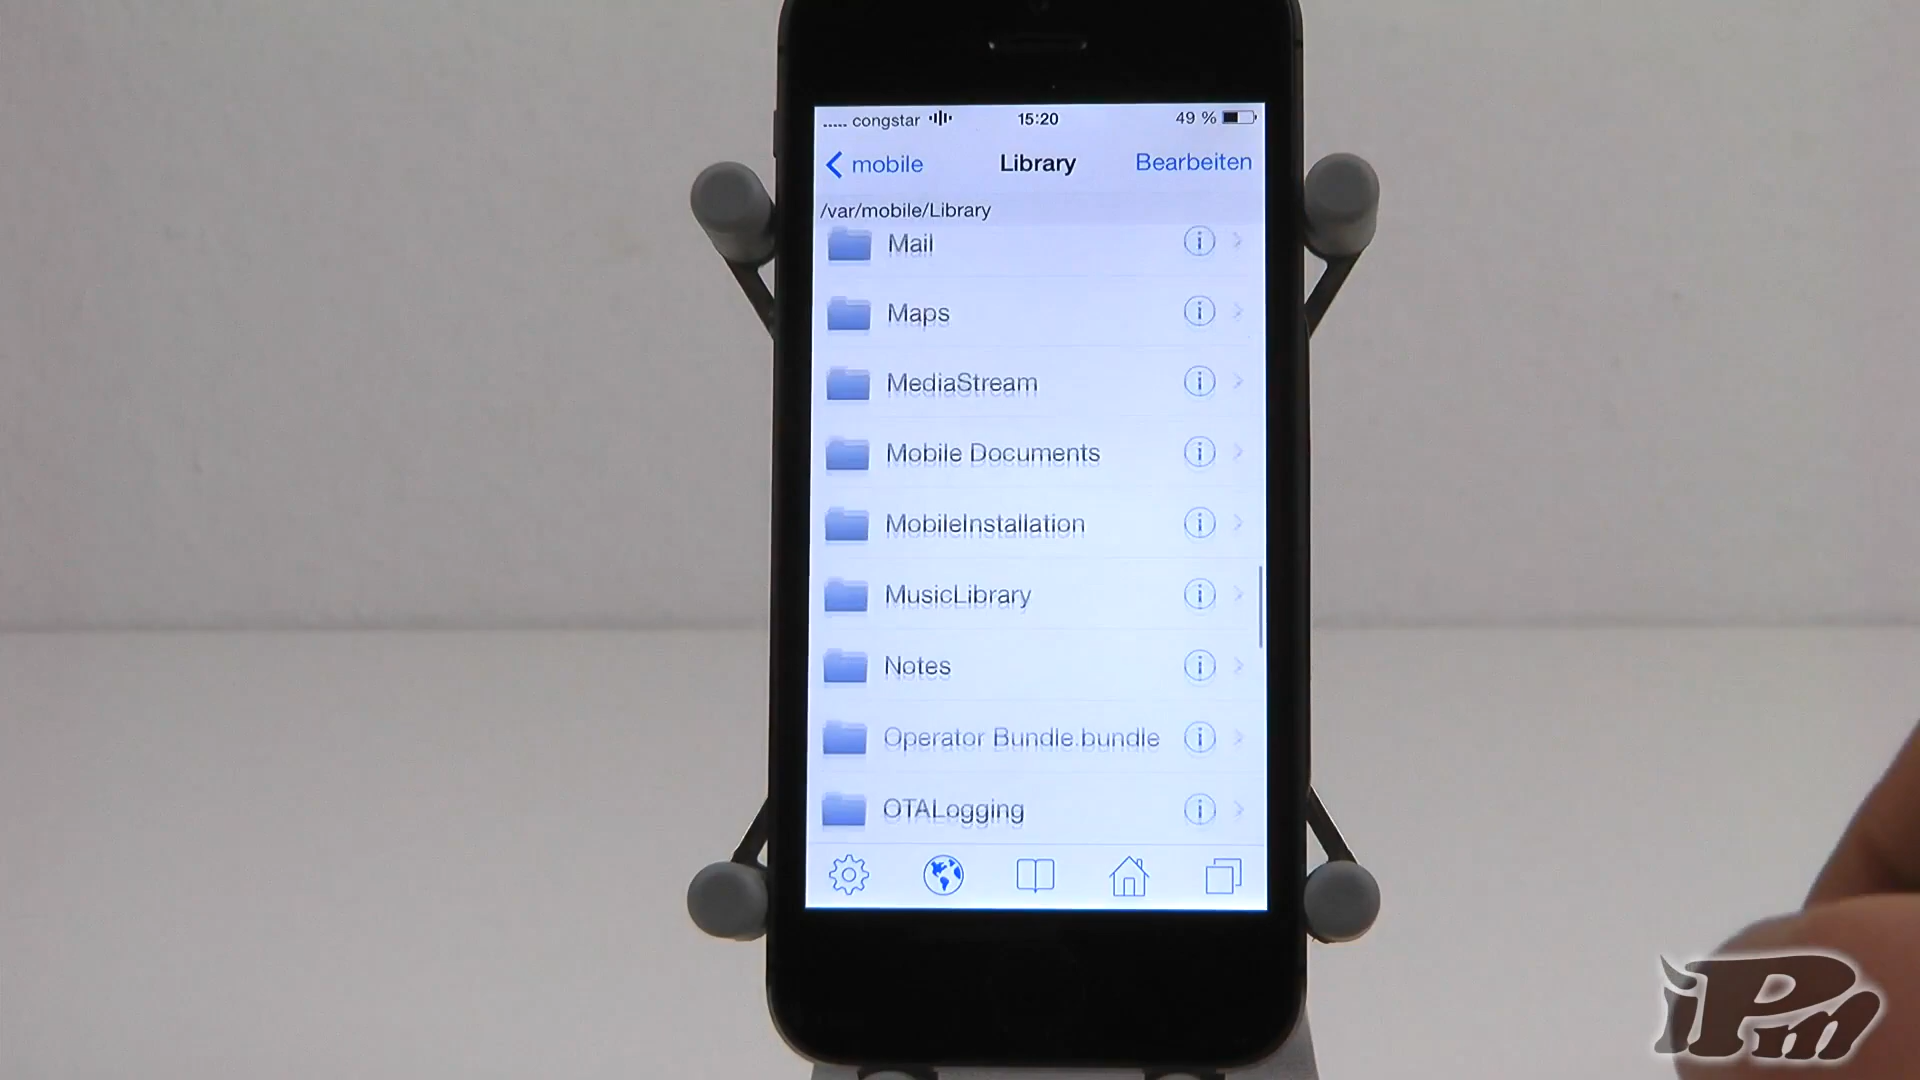 ..... congstar 15:20 49 %
mobile Library Bearbeiten
/var/mobile/Library
Mail
Maps
MediaStream
Mobile Documents
MobileInstallation
MusicLibrary
Notes
Operator Bundle.bundle
OTALogging
iPm